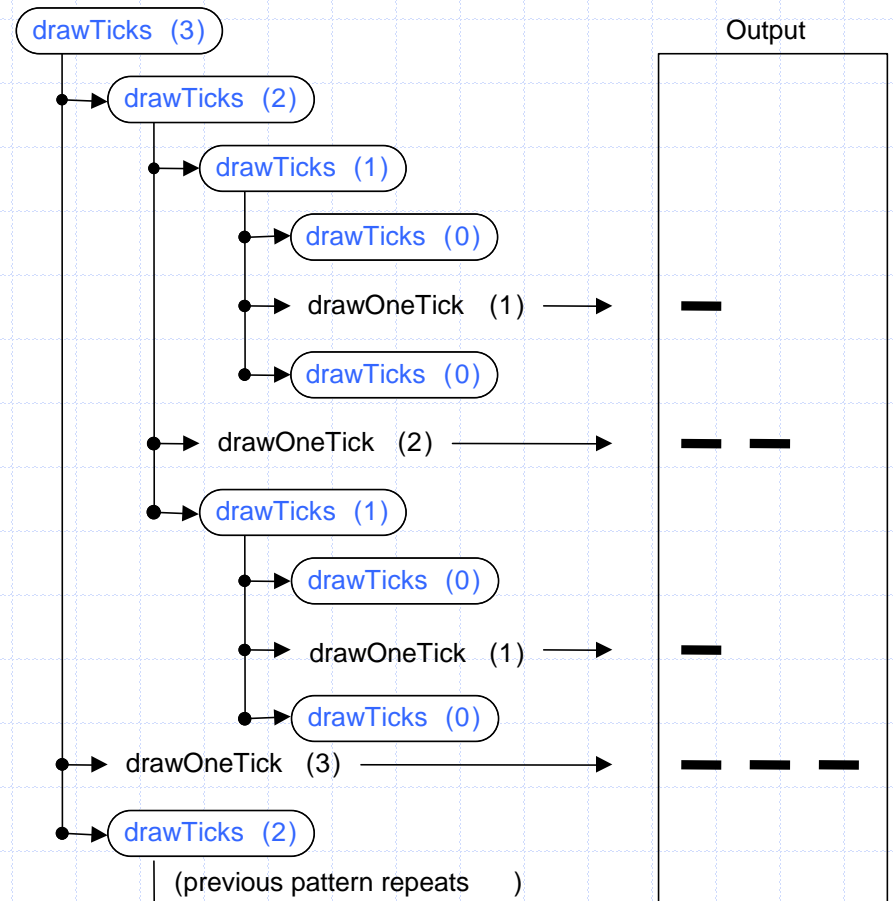 drawTicks (3)
Output
drawTicks (2)
drawTicks (1)
drawTicks (0)
drawOneTick (1)
drawTicks (0)
drawOneTick (2)
drawTicks (1)
drawTicks (0)
drawOneTick (1)
drawTicks (0)
drawOneTick (3)
drawTicks (2)
(previous pattern repeats )